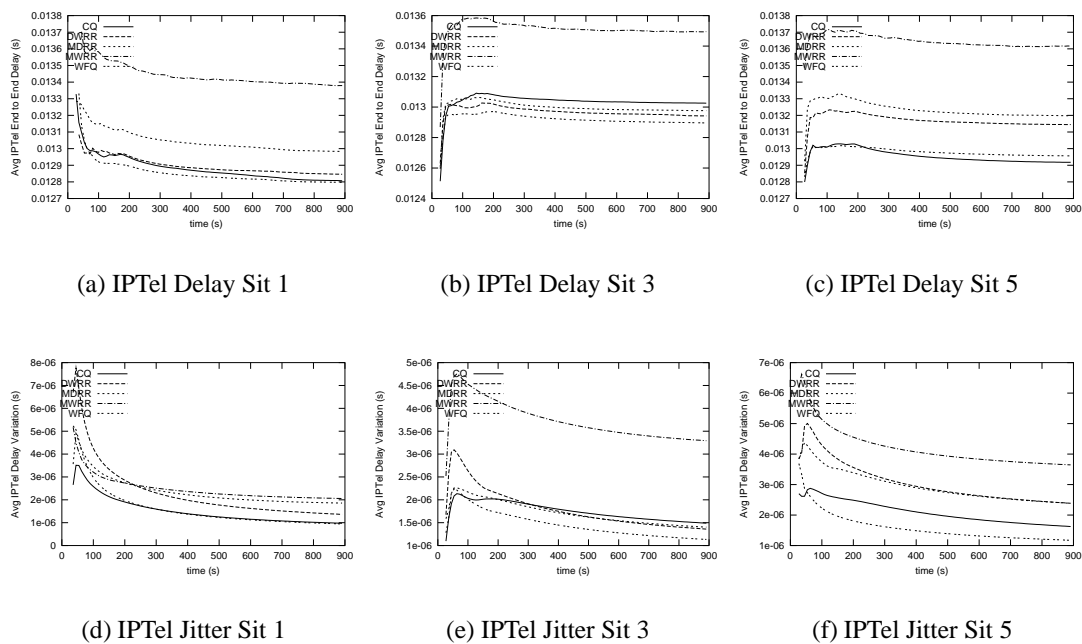 0.0138
0.0137
0.0136
0.0135
0.0134
0.0133
0.0132
0.0131
0.013
0.0129
0.0128
0.0127
0 100 200 300 400 500 600 700 800 900
Avg IPTel End to End Delay (s)
time (s)
CQ
DWRR
MDRR
MWRR
WFQ
(a) IPTel Delay Sit 1
0.0136
0.0134
0.0132
0.013
0.0128
0.0126
0.0124
0 100 200 300 400 500 600 700 800 900
Avg IPTel End to End Delay (s)
time (s)
CQ
DWRR
MDRR
MWRR
WFQ
(b) IPTel Delay Sit 3
0.0138
0.0137
0.0136
0.0135
0.0134
0.0133
0.0132
0.0131
0.013
0.0129
0.0128
0.0127
0 100 200 300 400 500 600 700 800 900
Avg IPTel End to End Delay (s)
time (s)
CQ
DWRR
MDRR
MWRR
WFQ
(c) IPTel Delay Sit 5
8e-06
7e-06
6e-06
5e-06
4e-06
3e-06
2e-06
1e-06
0
0 100 200 300 400 500 600 700 800 900
Avg IPTel Delay Variation (s)
time (s)
CQ
DWRR
MDRR
MWRR
WFQ
(d) IPTel Jitter Sit 1
5e-06
4.5e-06
4e-06
3.5e-06
3e-06
2.5e-06
2e-06
1.5e-06
1e-06
0 100 200 300 400 500 600 700 800 900
Avg IPTel Delay Variation (s)
time (s)
CQ
DWRR
MDRR
MWRR
WFQ
(e) IPTel Jitter Sit 3
7e-06
6e-06
5e-06
4e-06
3e-06
2e-06
1e-06
0 100 200 300 400 500 600 700 800 900
Avg IPTel Delay Variation (s)
time (s)
CQ
DWRR
MDRR
MWRR
WFQ
(f) IPTel Jitter Sit 5